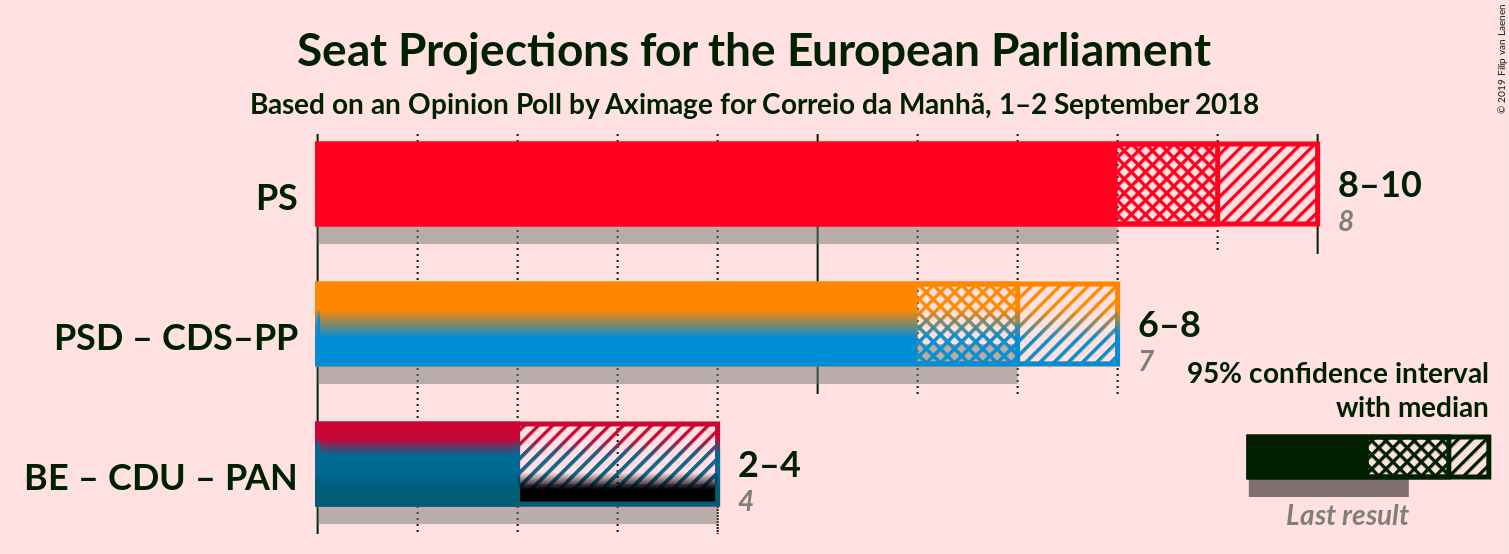 Seat Projections for the European Parliament
Based on an Opinion Poll by Aximage for Correio da Manhã, 1–2 September 2018
© 2019 Filip van Laenen
PS
8–10
8
PSD – CDS–PP
6–8
7
BE – CDU – PAN
2–4
4
95% confidence interval
with median
Last result